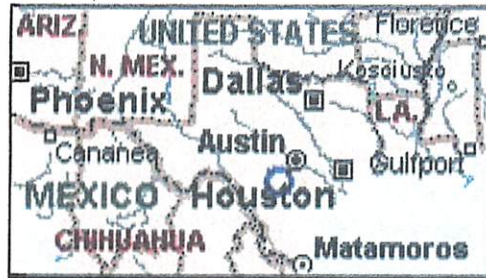 ARIZ. UNITED STATES Florence
N. MEX. Dallas Kosciusko
Phoenix LA.
Austin
Cananea Gulfport
MEXICO Houston
CHIHUAHUA Matamoros